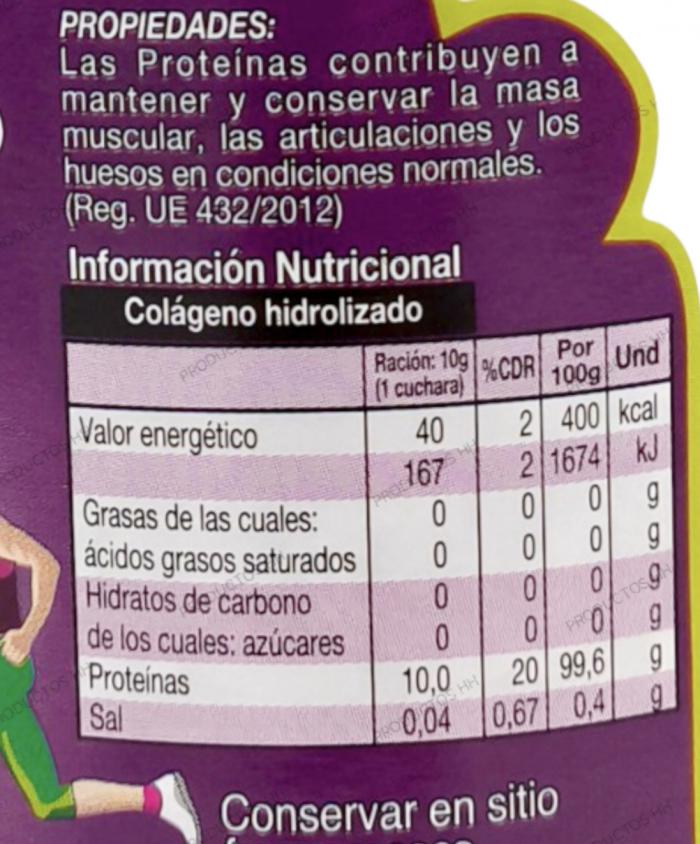 PROPIEDADES:
Las Proteínas contribuyen a
mantener y conservar la masa
muscular, las articulaciones y los
huesos en condiciones normales.
(Reg. UE 432/2012)
Información Nutricional
Colágeno hidrolizado
Ración: 10g (1 cuchara) %CDR Por 100g Und
Valor energético 40 2 400 kcal
167 2 1674 kJ
Grasas de las cuales: 0 0 0 g
ácidos grasos saturados 0 0 0 g
Hidratos de carbono 0 0 0 g
de los cuales: azúcares 0 0 0 g
Proteínas 10,0 20 99,6 g
Sal 0,04 0,67 0,4 g
Conservar en sitio
PRODUCTOS HH